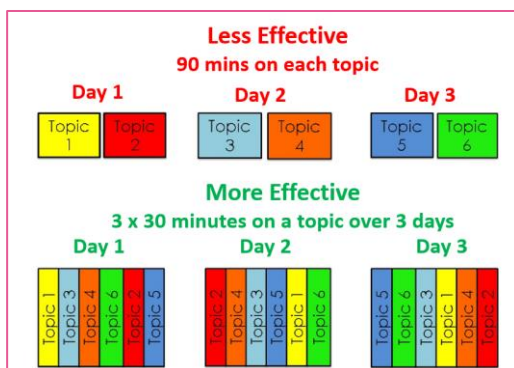 Less Effective
90 mins on each topic
Day 1
Day 2
Day 3
Topic
1
Topic
2
Topic
3
Topic
4
Topic
5
Topic
6
More Effective
3 x 30 minutes on a topic over 3 days
Day 1
Day 2
Day 3
Topic 1
Topic 3
Topic 4
Topic 6
Topic 2
Topic 5
Topic 2
Topic 4
Topic 3
Topic 5
Topic 1
Topic 6
Topic 5
Topic 6
Topic 3
Topic 1
Topic 4
Topic 2